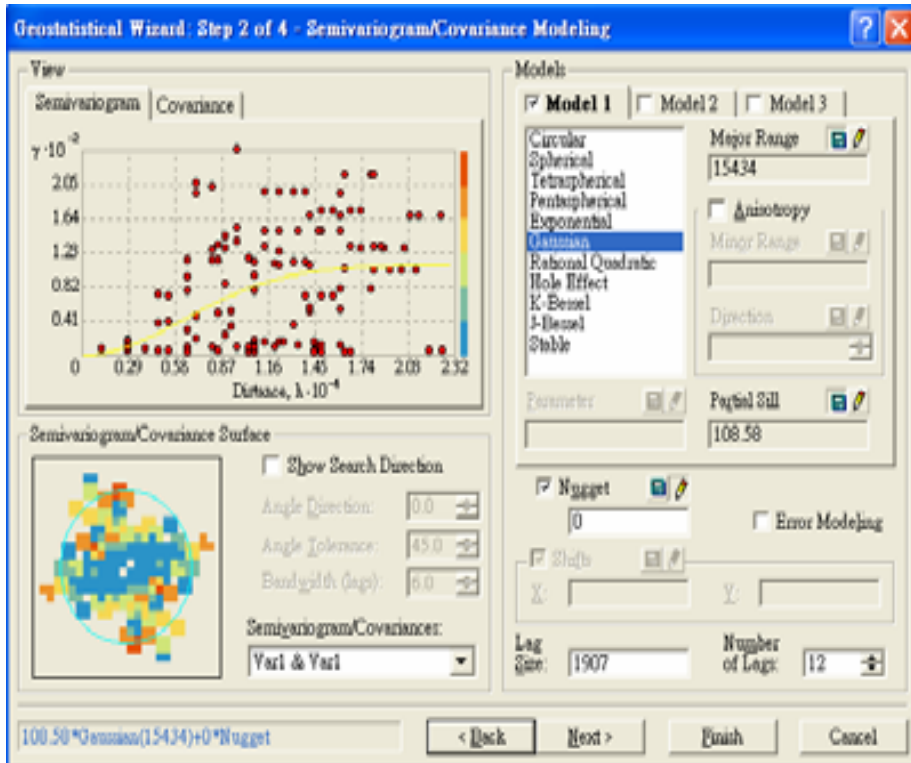 Geostatistical Wizard: Step 2 of 4 - Semivariogram/Covariance Modeling
View
Semivariogram Covariance
γ·10⁻²
2.05
1.64
1.23
0.82
0.41
0 0.29 0.58 0.87 1.16 1.45 1.74 2.03 2.32
Distance, h·10⁻⁴
Semivariogram/Covariance Surface
Show Search Direction
Angle Direction: 0.0
Angle Tolerance: 45.0
Bandwidth (lags): 6.0
Semivariogram/Covariances:
Var1 & Var1
Models
Model 1 Model 2 Model 3
Circular
Spherical
Tetraspherical
Pentaspherical
Exponential
Gaussian
Rational Quadratic
Hole Effect
K-Bessel
J-Bessel
Stable
Major Range
15434
Anisotropy
Minor Range
Direction
Parameter
Partial Sill
108.58
Nugget
0
Error Modeling
Shifts
X: Y:
Lag Size: 1907
Number of Lags: 12
108.58*Gaussian(15434)+0*Nugget
< Back Next > Finish Cancel